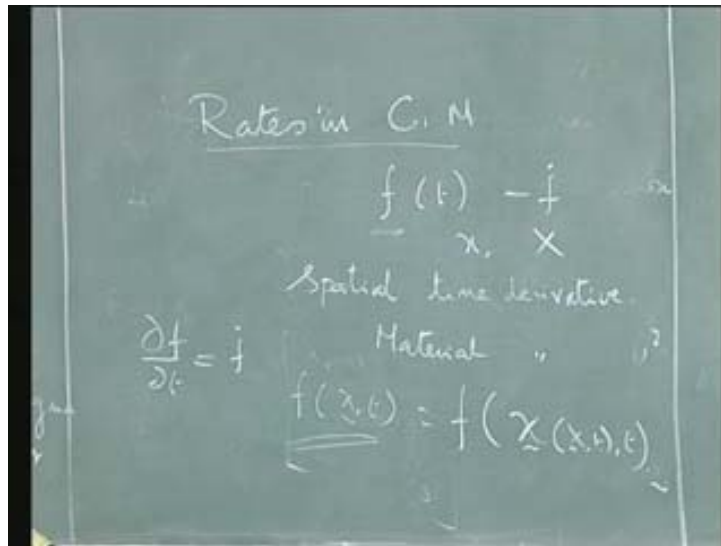 Rates in C.M
f(t) - ḟ
x, X
Spatial time derivative.
Material " "
∂f/∂t = ḟ
f(x,t) = f(x(X,t),t)